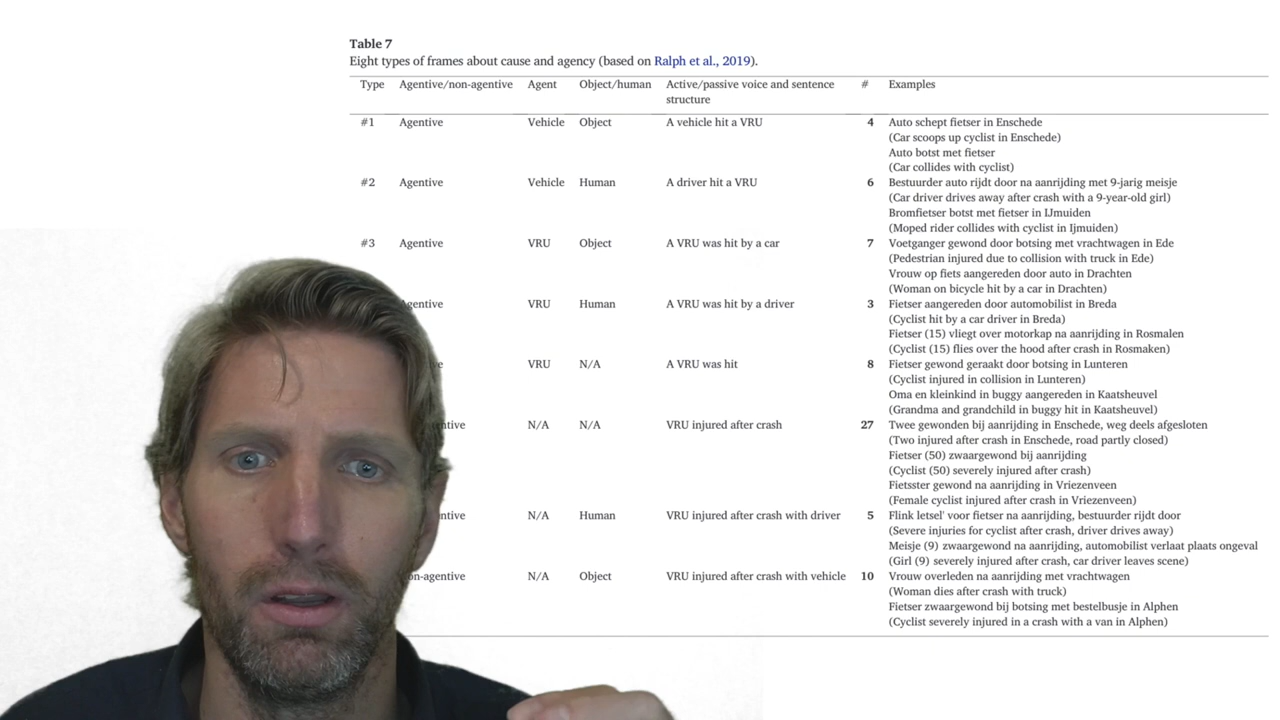 Table 7
Eight types of frames about cause and agency (based on Ralph et al., 2019).
Type Agentive/non-agentive Agent Object/human Active/passive voice and sentence structure # Examples
#1 Agentive Vehicle Object A vehicle hit a VRU 4 Auto schept fietser in Enschede
(Car scoops up cyclist in Enschede)
Auto botst met fietser
(Car collides with cyclist)
#2 Agentive Vehicle Human A driver hit a VRU 6 Bestuurder auto rijdt door na aanrijding met 9-jarig meisje
(Car driver drives away after crash with a 9-year-old girl)
Bromfietser botst met fietser in IJmuiden
(Moped rider collides with cyclist in Ijmuiden)
#3 Agentive VRU Object A VRU was hit by a car 7 Voetganger gewond door botsing met vrachtwagen in Ede
(Pedestrian injured due to collision with truck in Ede)
Vrouw op fiets aangereden door auto in Drachten
(Woman on bicycle hit by a car in Drachten)
gentive VRU Human A VRU was hit by a driver 3 Fietser aangereden door automobilist in Breda
(Cyclist hit by a car driver in Breda)
Fietser (15) vliegt over motorkap na aanrijding in Rosmalen
(Cyclist (15) flies over the hood after crash in Rosmaken)
VRU N/A A VRU was hit 8 Fietser gewond geraakt door botsing in Lunteren
(Cyclist injured in collision in Lunteren)
Oma en kleinkind in buggy aangereden in Kaatsheuvel
(Grandma and grandchild in buggy hit in Kaatsheuvel)
ntive N/A N/A VRU injured after crash 27 Twee gewonden bij aanrijding in Enschede, weg deels afgesloten
(Two injured after crash in Enschede, road partly closed)
Fietser (50) zwaargewond bij aanrijding
(Cyclist (50) severely injured after crash)
Fietsster gewond na aanrijding in Vriezenveen
(Female cyclist injured after crash in Vriezenveen)
ntive N/A Human VRU injured after crash with driver 5 Flink letsel' voor fietser na aanrijding, bestuurder rijdt door
(Severe injuries for cyclist after crash, driver drives away)
Meisje (9) zwaargewond na aanrijding, automobilist verlaat plaats ongeval
(Girl (9) severely injured after crash, car driver leaves scene)
on-agentive N/A Object VRU injured after crash with vehicle 10 Vrouw overleden na aanrijding met vrachtwagen
(Woman dies after crash with truck)
Fietser zwaargewond bij botsing met bestelbusje in Alphen
(Cyclist severely injured in a crash with a van in Alphen)